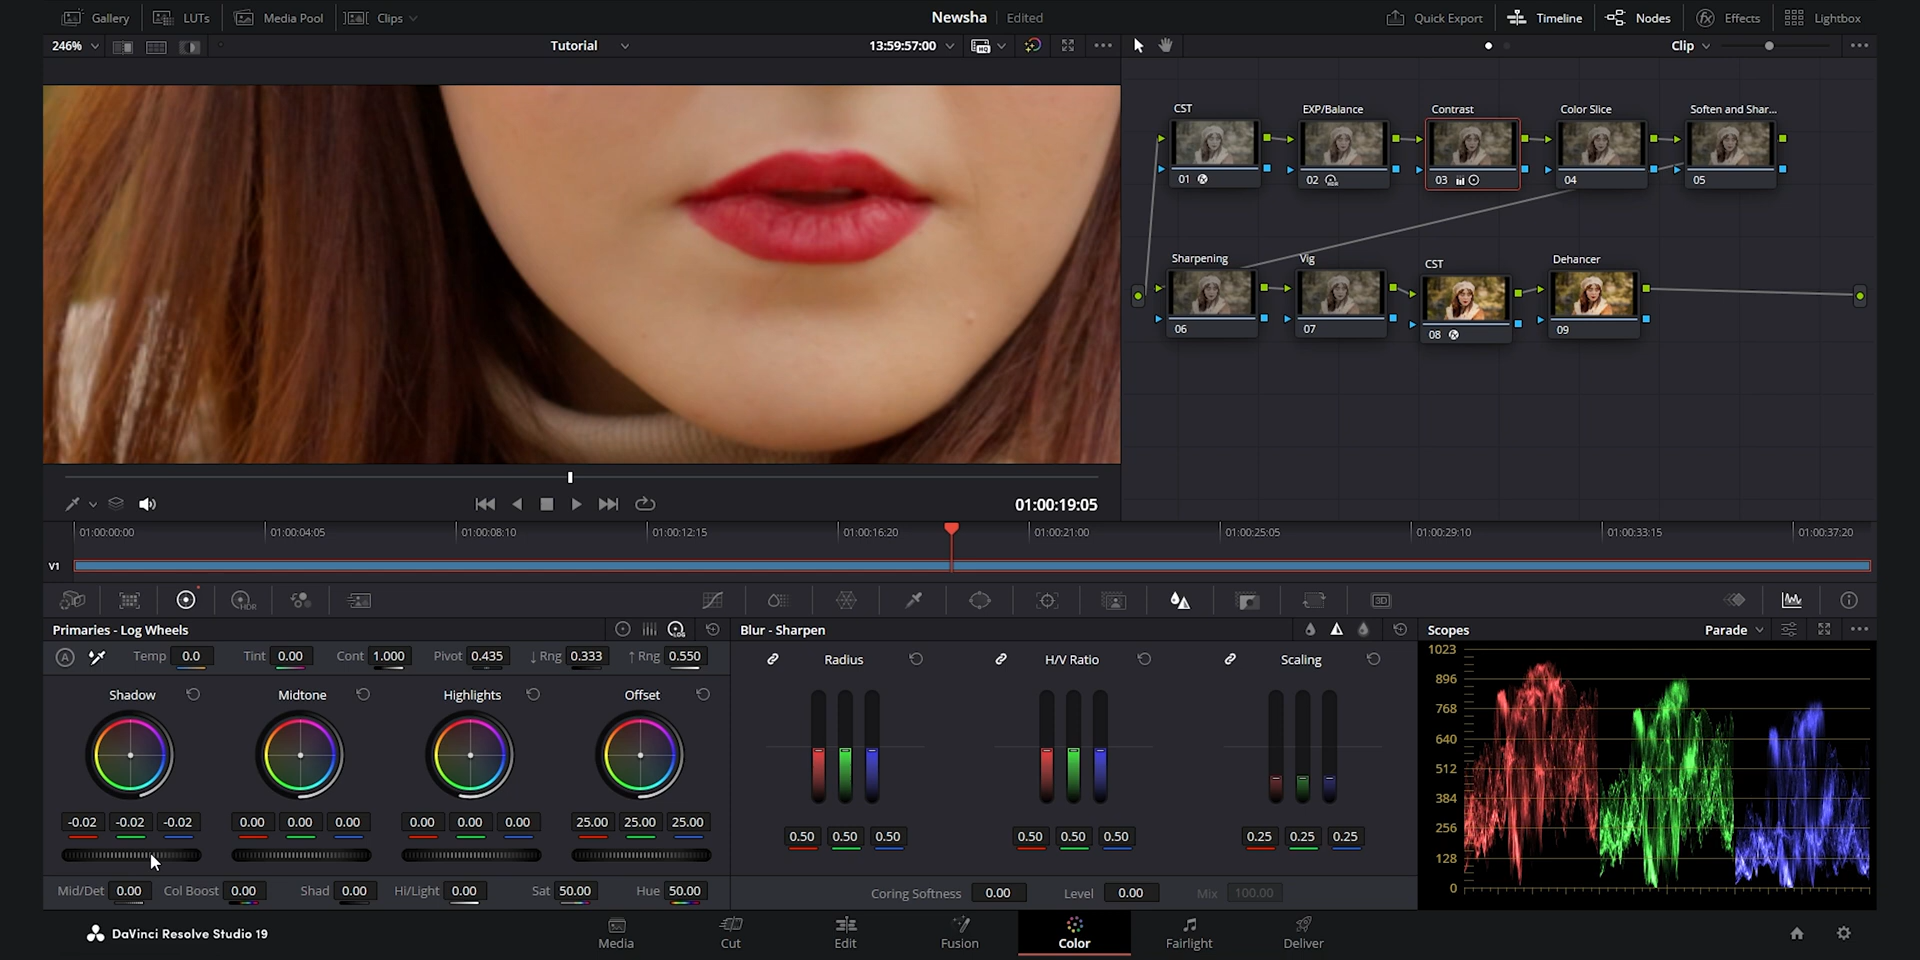 Gallery LUTs Media Pool Clips Newsha Edited Quick Export Timeline Nodes Effects Lightbox
246% Tutorial 13:59:57:00 Clip
CST EXP/Balance Contrast Color Slice Soften and Shar...
01 02 HDR 03 04 05
Sharpening Vig CST Dehancer
06 07 08 09
01:00:19:05
01:00:00:00 01:00:04:05 01:00:08:10 01:00:12:15 01:00:16:20 01:00:21:00 01:00:25:05 01:00:29:10 01:00:33:15 01:00:37:20
V1
HDR 3D
Primaries - Log Wheels LOG Blur - Sharpen Scopes Parade
A Temp 0.0 Tint 0.00 Cont 1.000 Pivot 0.435 ↓ Rng 0.333 ↑ Rng 0.550
Radius H/V Ratio Scaling
Shadow Midtone Highlights Offset
-0.02 -0.02 -0.02 0.00 0.00 0.00 0.00 0.00 0.00 25.00 25.00 25.00
0.50 0.50 0.50 0.50 0.50 0.50 0.25 0.25 0.25
Mid/Det 0.00 Col Boost 0.00 Shad 0.00 Hi/Light 0.00 Sat 50.00 Hue 50.00
Coring Softness 0.00 Level 0.00 Mix 100.00
1023
896
768
640
512
384
256
128
0
DaVinci Resolve Studio 19 Media Cut Edit Fusion Color Fairlight Deliver